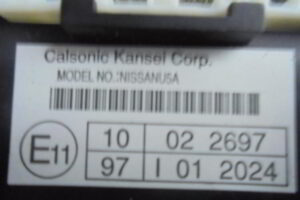 Calsonic Kansei Corp.
MODEL NO.:NISSANUSA
E11 10 02 2697
97 I 01 2024